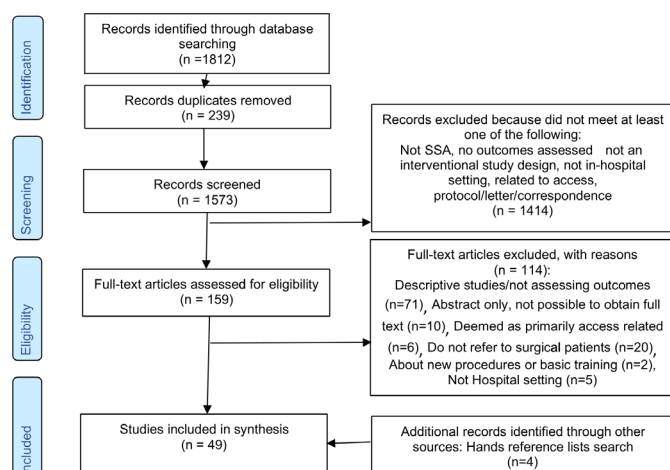 Identification
Records identified through database
searching
(n =1812)
Records duplicates removed
(n = 239)
Screening
Records screened
(n = 1573)
Records excluded because did not meet at least
one of the following:
Not SSA, no outcomes assessed not an
interventional study design, not in-hospital
setting, related to access,
protocol/letter/correspondence
(n = 1414)
Eligibility
Full-text articles assessed for eligibility
(n = 159)
Full-text articles excluded, with reasons
(n = 114):
Descriptive studies/not assessing outcomes
(n=71), Abstract only, not possible to obtain full
text (n=10), Deemed as primarily access related
(n=6), Do not refer to surgical patients (n=20),
About new procedures or basic training (n=2),
Not Hospital setting (n=5)
ncluded
Studies included in synthesis
(n = 49)
Additional records identified through other
sources: Hands reference lists search
(n=4)